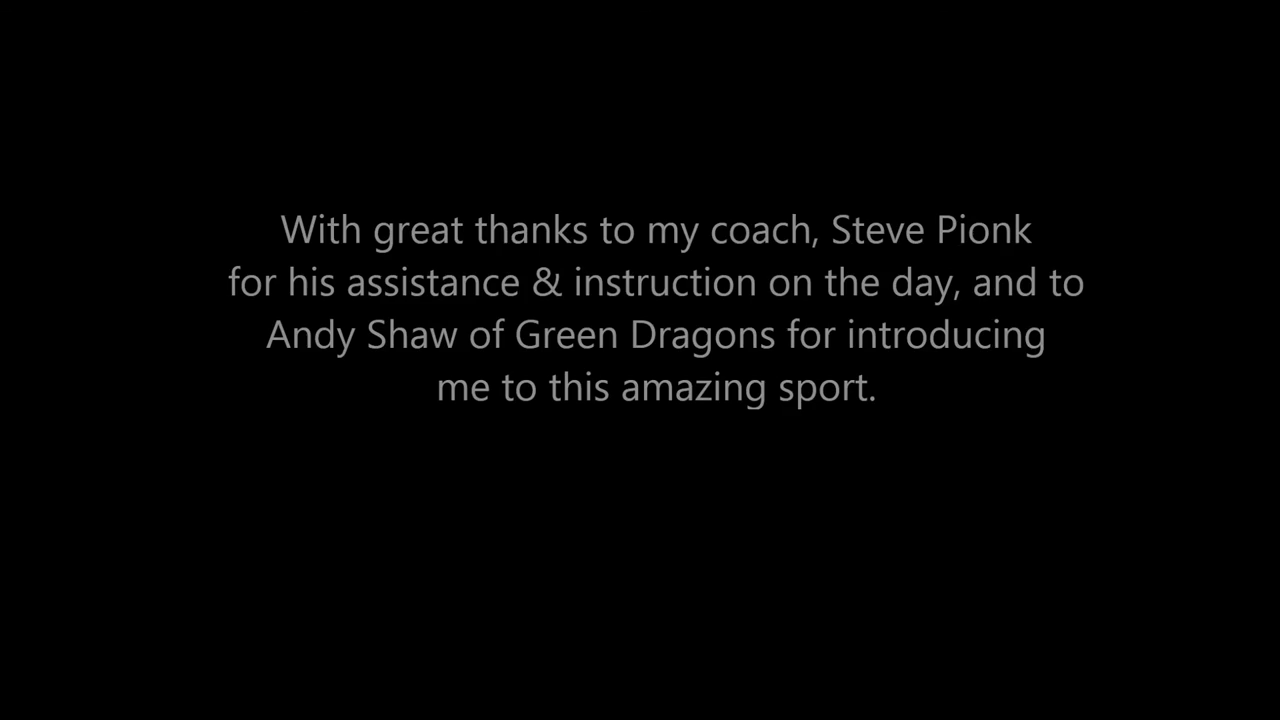 With great thanks to my coach, Steve Pionk
for his assistance & instruction on the day, and to
Andy Shaw of Green Dragons for introducing
me to this amazing sport.